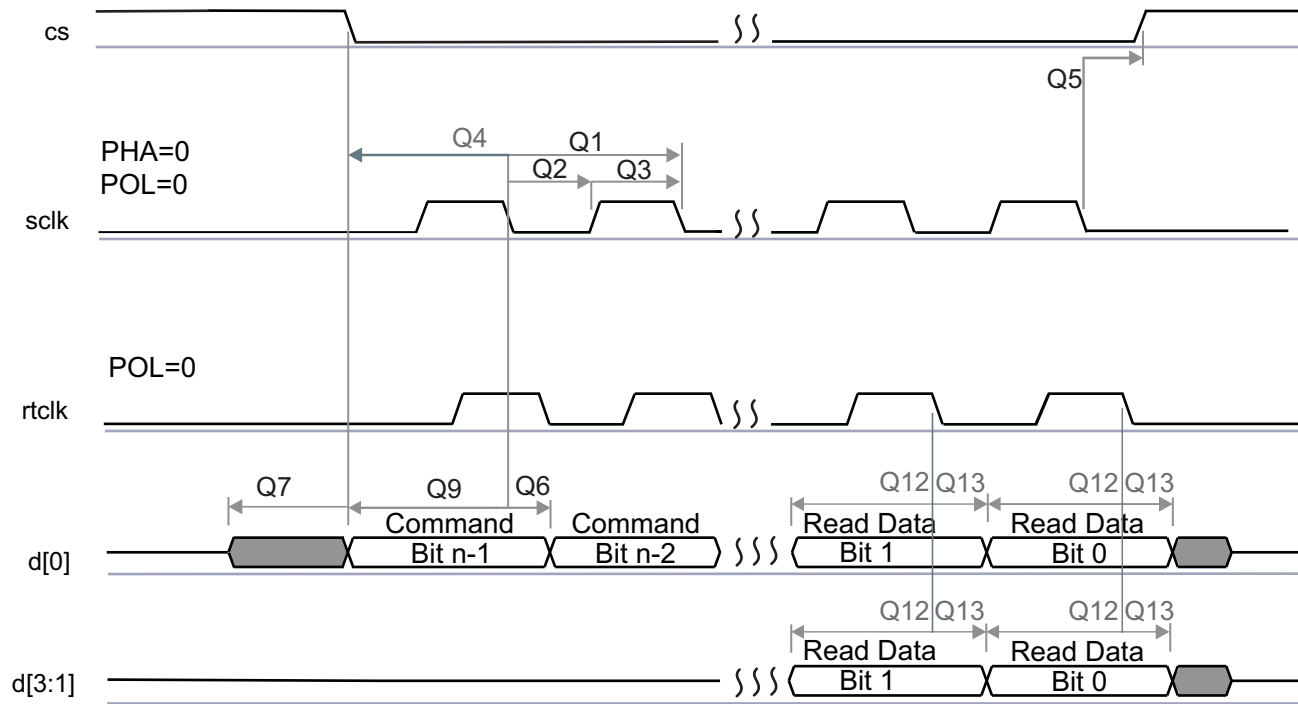 cs
Q5
PHA=0
POL=0
Q4
Q1
Q2
Q3
sclk
POL=0
rtclk
Q7
Q9
Q6
Q12
Q13
Q12
Q13
Command
Command
Read Data
Read Data
d[0]
Bit n-1
Bit n-2
Bit 1
Bit 0
Q12
Q13
Q12
Q13
Read Data
Read Data
d[3:1]
Bit 1
Bit 0